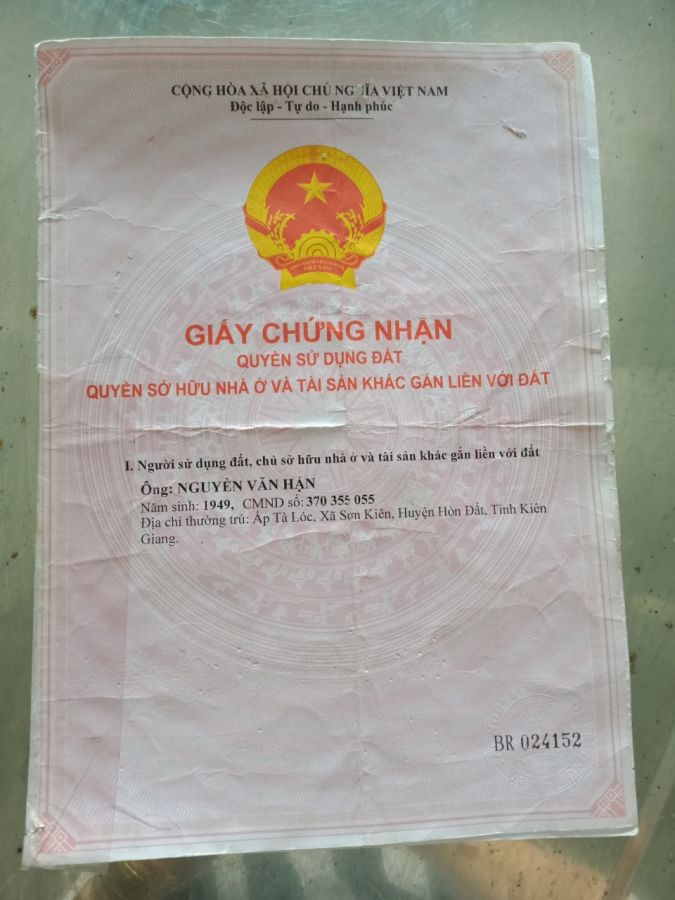 CỘNG HÒA XÃ HỘI CHỦ NGHĨA VIỆT NAM
Độc lập - Tự do - Hạnh phúc
VIỆT NAM
GIẤY CHỨNG NHẬN
QUYỀN SỬ DỤNG ĐẤT
QUYỀN SỞ HỮU NHÀ Ở VÀ TÀI SẢN KHÁC GẮN LIỀN VỚI ĐẤT
I. Người sử dụng đất, chủ sở hữu nhà ở và tài sản khác gắn liền với đất
Ông: NGUYỄN VĂN HẬN
Năm sinh: 1949, CMND số: 370 355 055
Địa chỉ thường trú: Ấp Tà Lóc, Xã Sơn Kiên, Huyện Hòn Đất, Tỉnh Kiên
Giang.
BR 024152